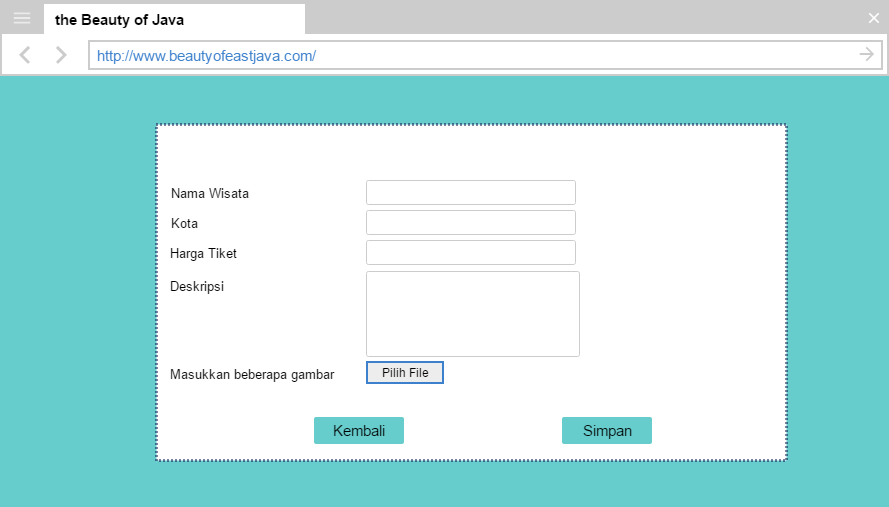 the Beauty of Java
http://www.beautyofeastjava.com/
Nama Wisata
Kota
Harga Tiket
Deskripsi
Masukkan beberapa gambar
Pilih File
Kembali
Simpan